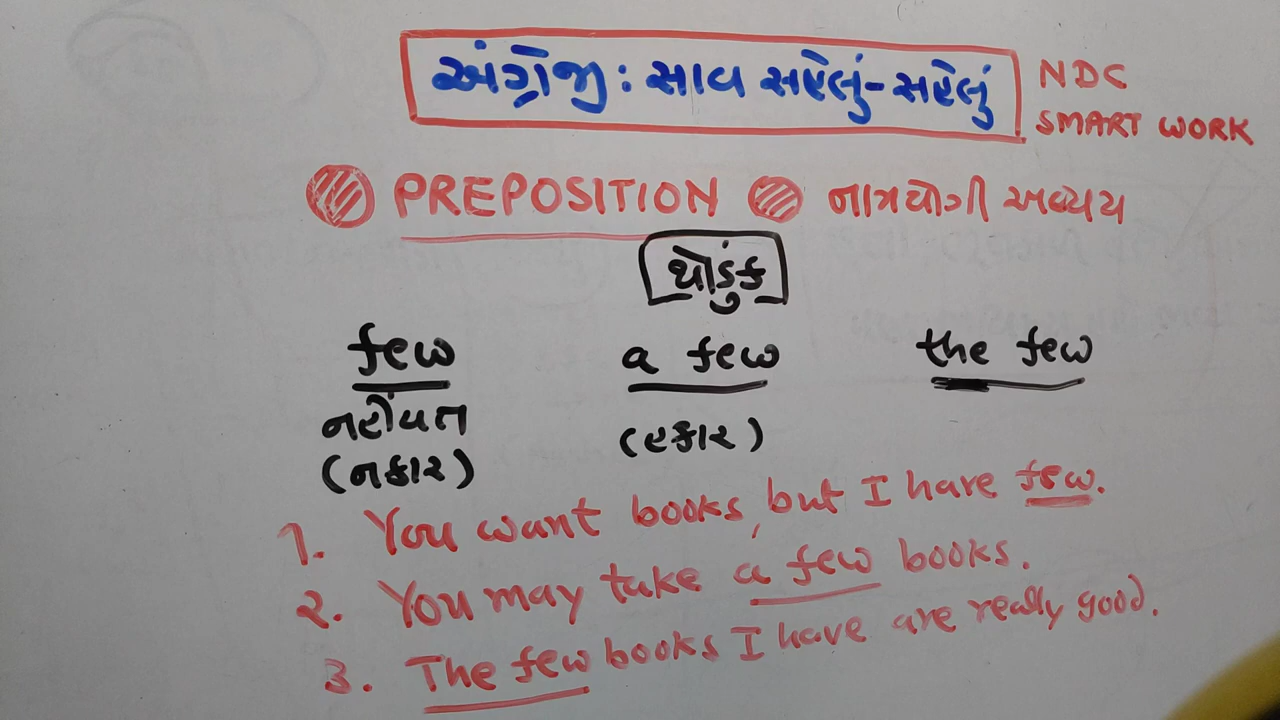 અંગ્રેજી : સાવ સહેલું-સહેલું
NDC
SMART WORK
PREPOSITION નામયોગી અવ્યય
થોડુંક
few a few the few
નહીંવત (હકાર)
(નકાર)
1. You want books, but I have few.
૨. You may take a few books.
3. The few books I have are really good.